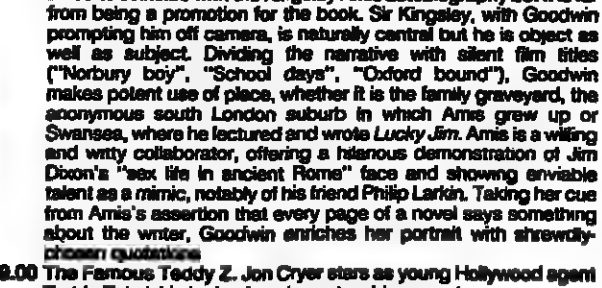 from being a promotion for the book. Sir Kingsley, with Goodwin
prompting him off camera, is naturally central but he is object as
well as subject. Dividing the narrative with silent film titles
("Norbury boy", "School days", "Oxford bound"), Goodwin
makes potent use of place, whether it is the family graveyard, the
anonymous south London suburb in which Amis grew up or
Swansea, where he lectured and wrote Lucky Jim. Amis is a willing
and witty collaborator, offering a hilarious demonstration of Jim
Dixon's "sex life in ancient Rome" face and showing enviable
talent as a mimic, notably of his friend Philip Larkin. Taking her cue
from Amis's assertion that every page of a novel says something
about the writer, Goodwin enriches her portrait with shrewdly-
chosen quotations
9.00 The Famous Teddy Z. Jon Cryer stars as young Hollywood agent